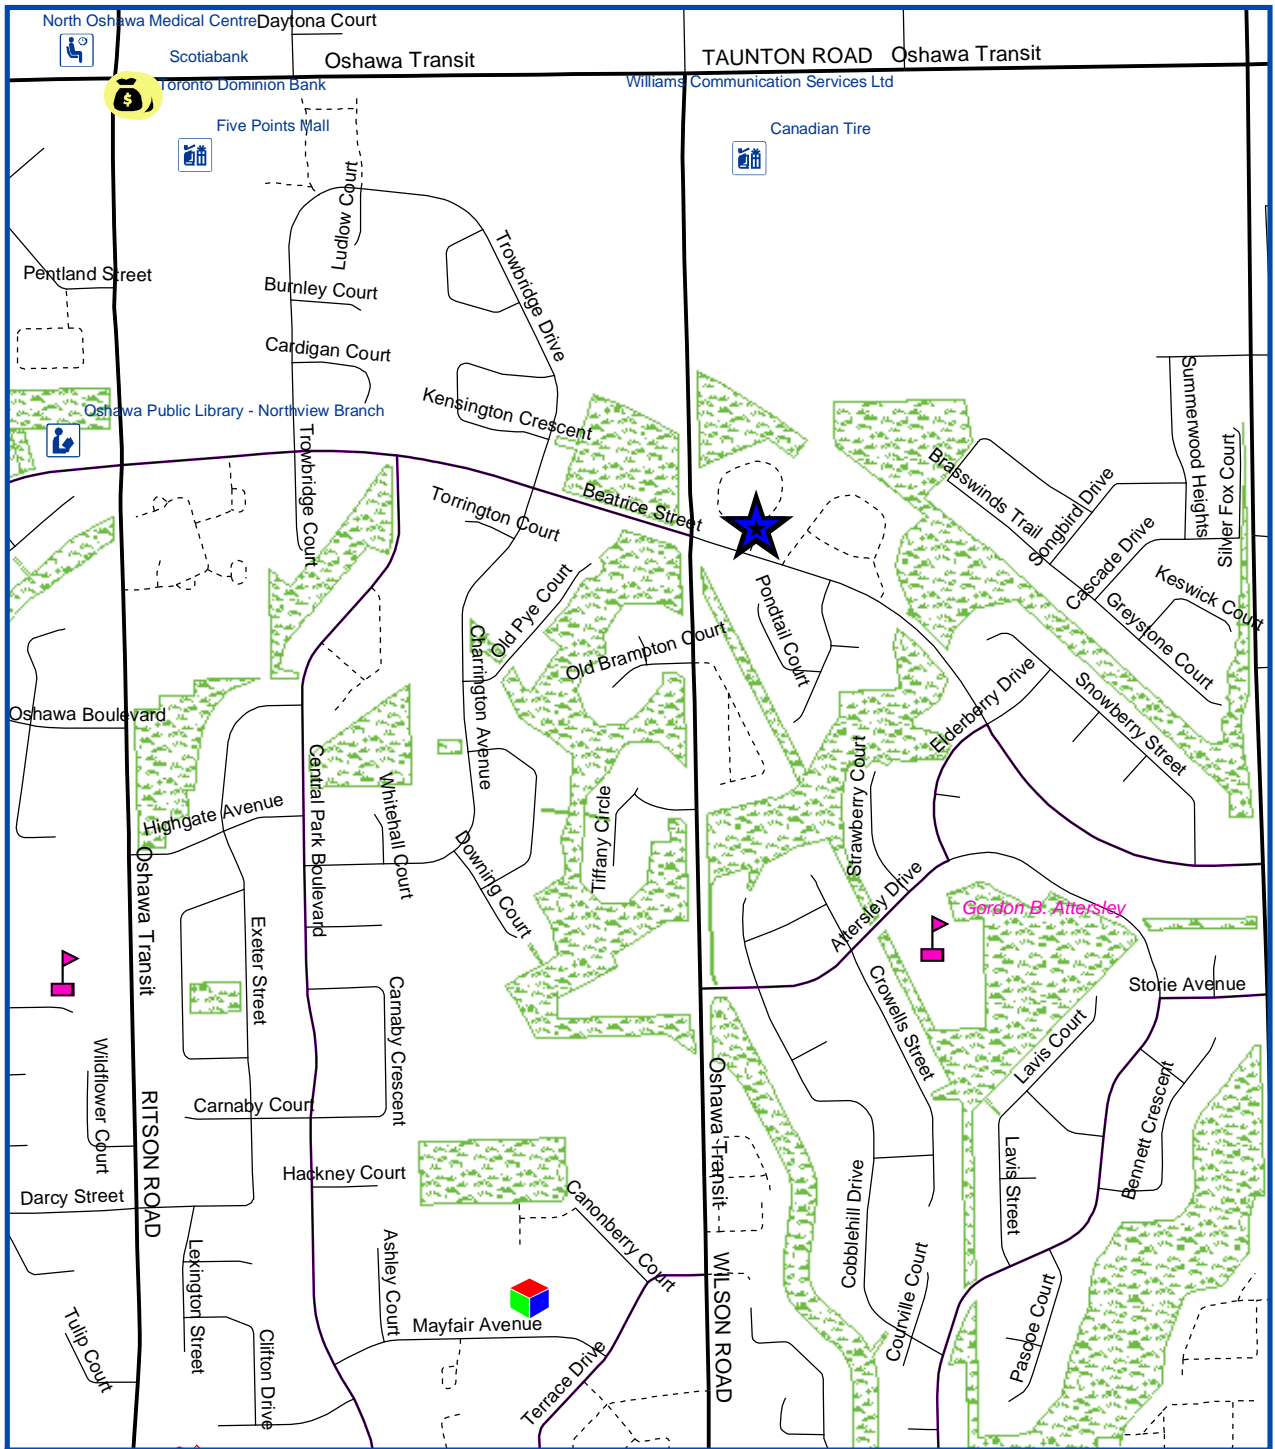 North Oshawa Medical Centre
Daytona Court
Scotiabank
Oshawa Transit
TAUNTON ROAD
Oshawa Transit
Toronto Dominion Bank
Williams Communication Services Ltd
$
Five Points Mall
Canadian Tire
Ludlow Court
Pentland Street
Burnley Court
Trowbridge Drive
Cardigan Court
Kensington Crescent
Oshawa Public Library - Northview Branch
Summerwood Heights
Silver Fox Court
Trowbridge Court
Torrington Court
Beatrice Street
Brasswinds Trail
Songbird Drive
Cascade Drive
Keswick Court
Greystone Court
Old Pye Court
Pondtail Court
Charrington Avenue
Old Brampton Court
Elderberry Drive
Snowberry Street
Oshawa Boulevard
Central Park Boulevard
Whitehall Court
Highgate Avenue
Tiffany Circle
Strawberry Court
Downing Court
Oshawa Transit
Exeter Street
Attersley Drive
Gordon B. Attersley
Crowells Street
Storie Avenue
Carnaby Crescent
Lavis Court
Wildflower Court
Oshawa Transit
RITSON ROAD
Carnaby Court
Bennett Crescent
Lavis Street
Hackney Court
Darcy Street
Canonberry Court
Cobblehill Drive
Lexington Street
Ashley Court
Courville Court
WILSON ROAD
Pascoe Court
Tulip Court
Mayfair Avenue
Clifton Drive
Terrace Drive